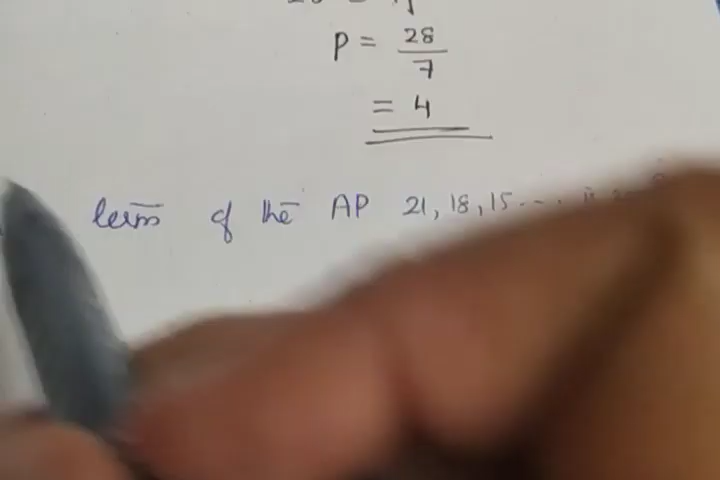 P = 28/7
= 4
term of the AP 21, 18, 15 ....